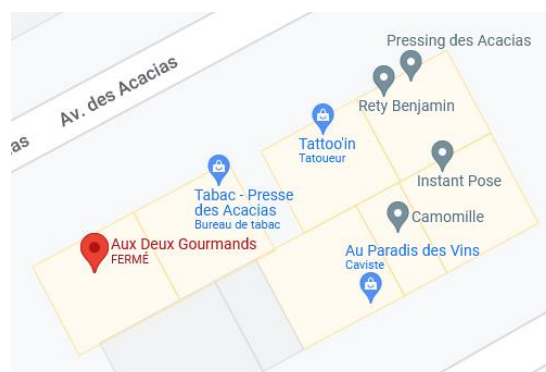 Pressing des Acacias
Av. des Acacias
Rety Benjamin
as
Tattoo'in
Tatoueur
Instant Pose
Tabac - Presse
des Acacias
Bureau de tabac
Camomille
Aux Deux Gourmands
FERMÉ
Au Paradis des Vins
Caviste